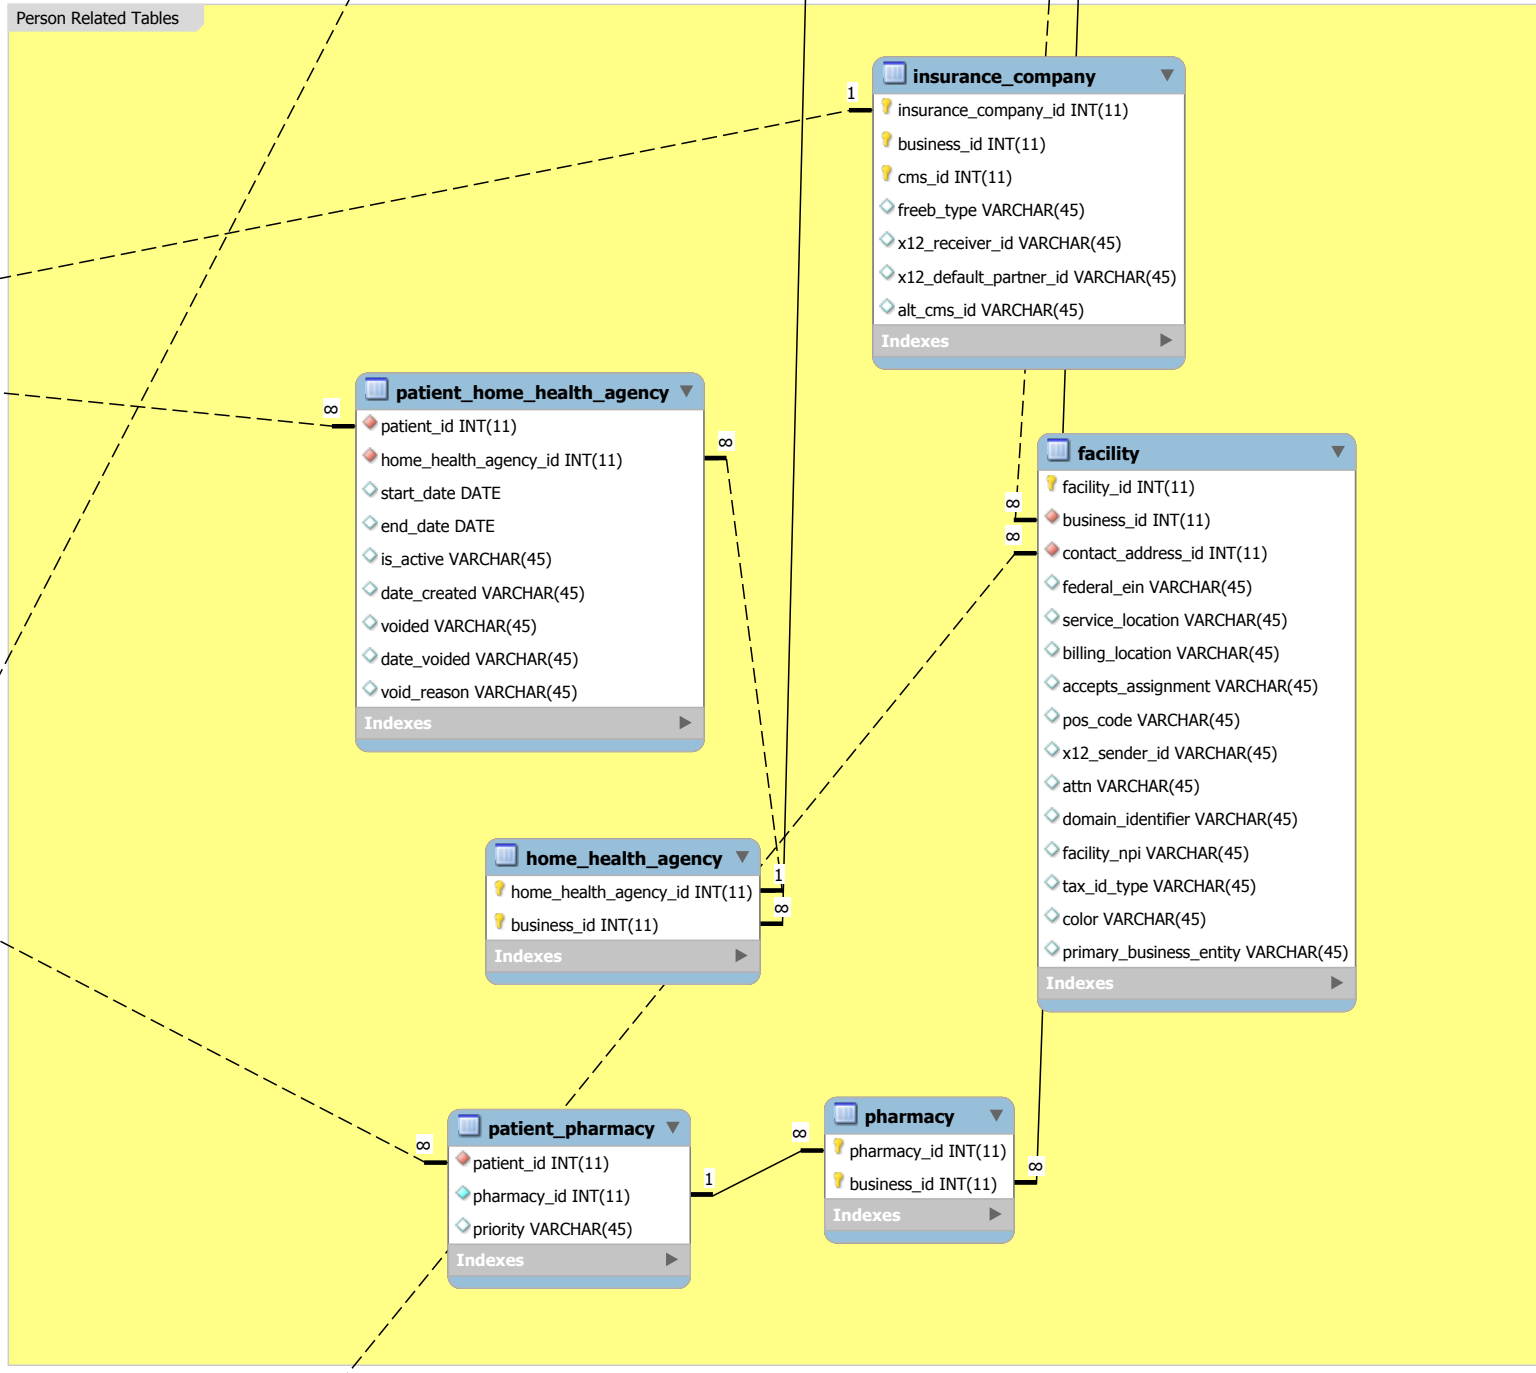 Person Related Tables
insurance_company
1
insurance_company_id INT(11)
business_id INT(11)
cms_id INT(11)
freeb_type VARCHAR(45)
x12_receiver_id VARCHAR(45)
x12_default_partner_id VARCHAR(45)
alt_cms_id VARCHAR(45)
Indexes
patient_home_health_agency
∞
patient_id INT(11)
∞
home_health_agency_id INT(11)
start_date DATE
end_date DATE
is_active VARCHAR(45)
date_created VARCHAR(45)
voided VARCHAR(45)
date_voided VARCHAR(45)
void_reason VARCHAR(45)
Indexes
facility
facility_id INT(11)
∞
business_id INT(11)
∞
contact_address_id INT(11)
federal_ein VARCHAR(45)
service_location VARCHAR(45)
billing_location VARCHAR(45)
accepts_assignment VARCHAR(45)
pos_code VARCHAR(45)
x12_sender_id VARCHAR(45)
attn VARCHAR(45)
domain_identifier VARCHAR(45)
facility_npi VARCHAR(45)
tax_id_type VARCHAR(45)
color VARCHAR(45)
primary_business_entity VARCHAR(45)
Indexes
home_health_agency
1
home_health_agency_id INT(11)
∞
business_id INT(11)
Indexes
patient_pharmacy
∞
patient_id INT(11)
1
pharmacy_id INT(11)
priority VARCHAR(45)
Indexes
pharmacy
∞
pharmacy_id INT(11)
∞
business_id INT(11)
Indexes